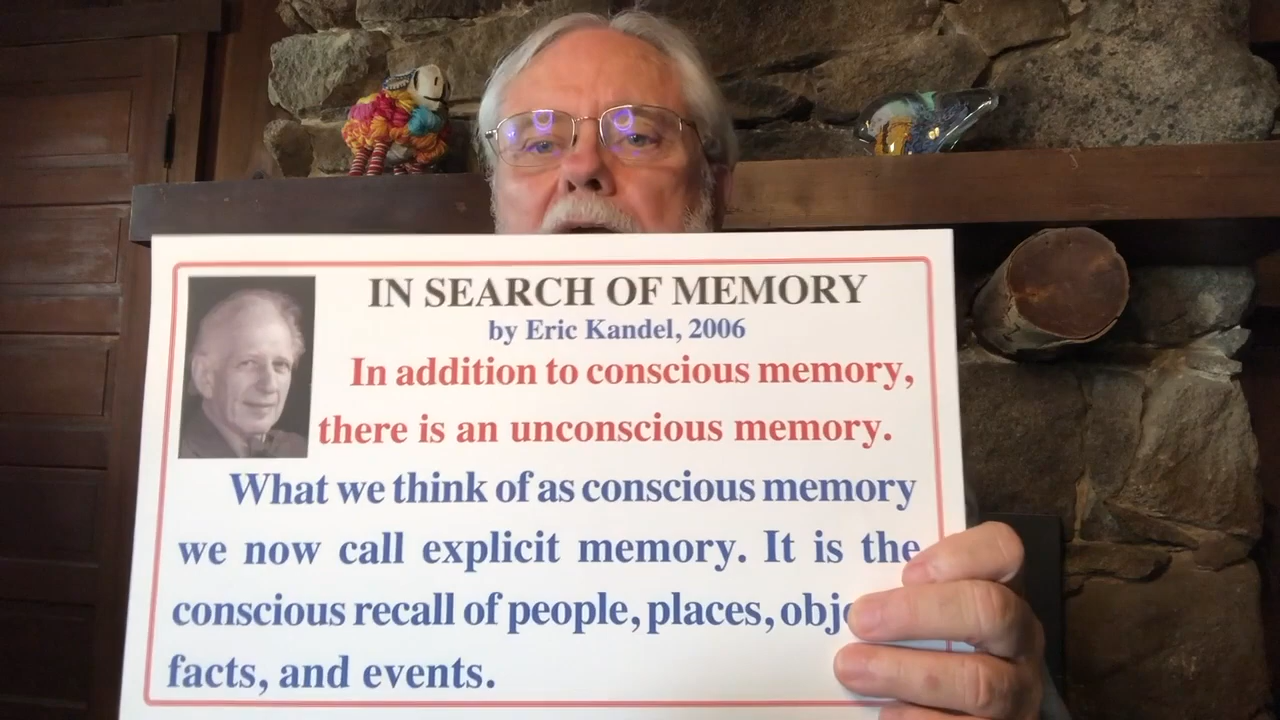 IN SEARCH OF MEMORY
by Eric Kandel, 2006
In addition to conscious memory,
there is an unconscious memory.
What we think of as conscious memory
we now call explicit memory. It is the
conscious recall of people, places,
facts, and events.